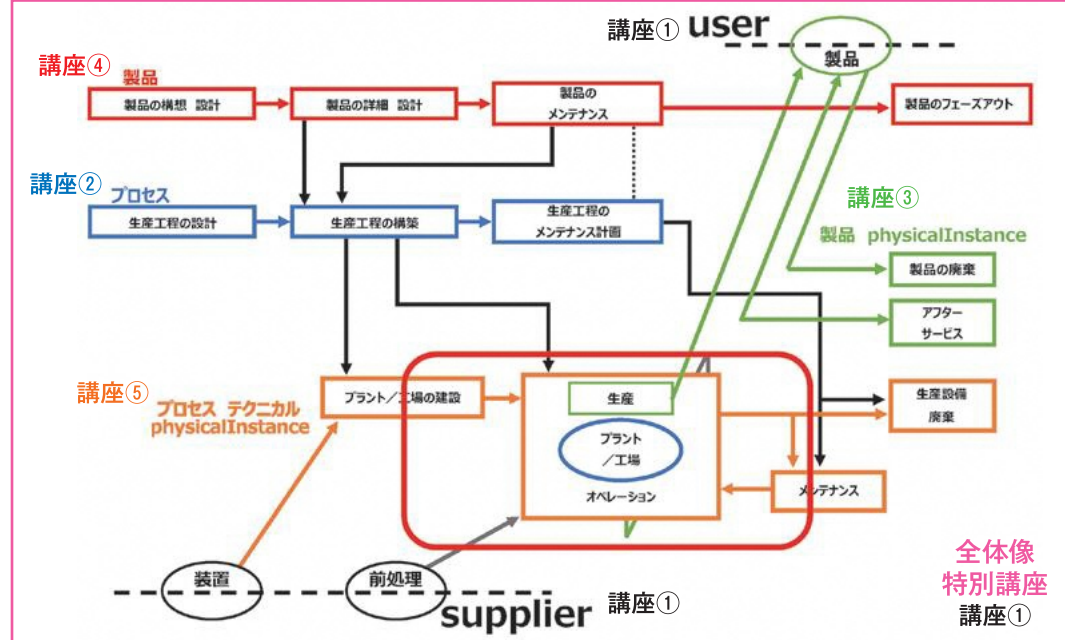 講座① user
製品
講座④
製品
製品の構想 設計
製品の詳細 設計
製品の
メンテナンス
製品のフェーズアウト
講座②
プロセス
生産工程の設計
生産工程の構築
生産工程の
メンテナンス計画
講座③
製品 physicalInstance
製品の廃棄
アフター
サービス
講座⑤
プロセス テクニカル
physicalInstance
プラント／工場の建設
生産
プラント
／工場
オペレーション
生産設備
廃棄
メンテナンス
装置
前処理
supplier 講座①
全体像
特別講座
講座①